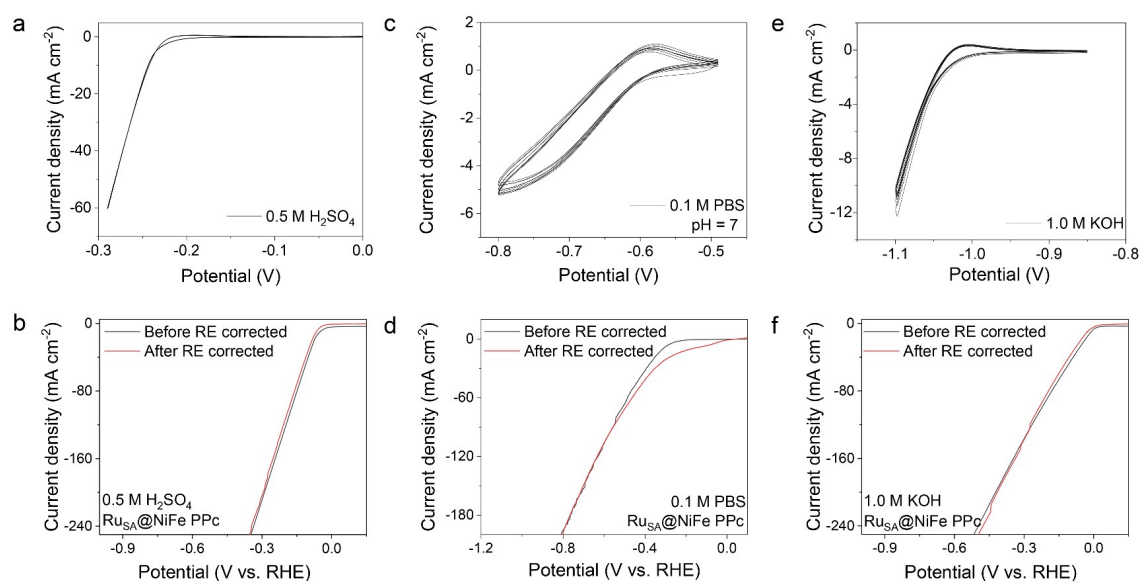 a
Current density (mA cm⁻²)
0
-20
-40
-60
0.5 M H₂SO₄
-0.3
-0.2
-0.1
0.0
Potential (V)
c
Current density (mA cm⁻²)
2
0
-2
-4
-6
0.1 M PBS
pH = 7
-0.8
-0.7
-0.6
-0.5
Potential (V)
e
Current density (mA cm⁻²)
0
-4
-8
-12
1.0 M KOH
-1.1
-1.0
-0.9
-0.8
Potential (V)
b
Current density (mA cm⁻²)
0
-80
-160
-240
Before RE corrected
After RE corrected
0.5 M H₂SO₄
Ru_SA@NiFe PPc
-0.9
-0.6
-0.3
0.0
Potential (V vs. RHE)
d
Current density (mA cm⁻²)
0
-60
-120
-180
Before RE corrected
After RE corrected
0.1 M PBS
Ru_SA@NiFe PPc
-1.2
-0.8
-0.4
0.0
Potential (V vs. RHE)
f
Current density (mA cm⁻²)
0
-80
-160
-240
Before RE corrected
After RE corrected
1.0 M KOH
Ru_SA@NiFe PPc
-0.9
-0.6
-0.3
0.0
Potential (V vs. RHE)